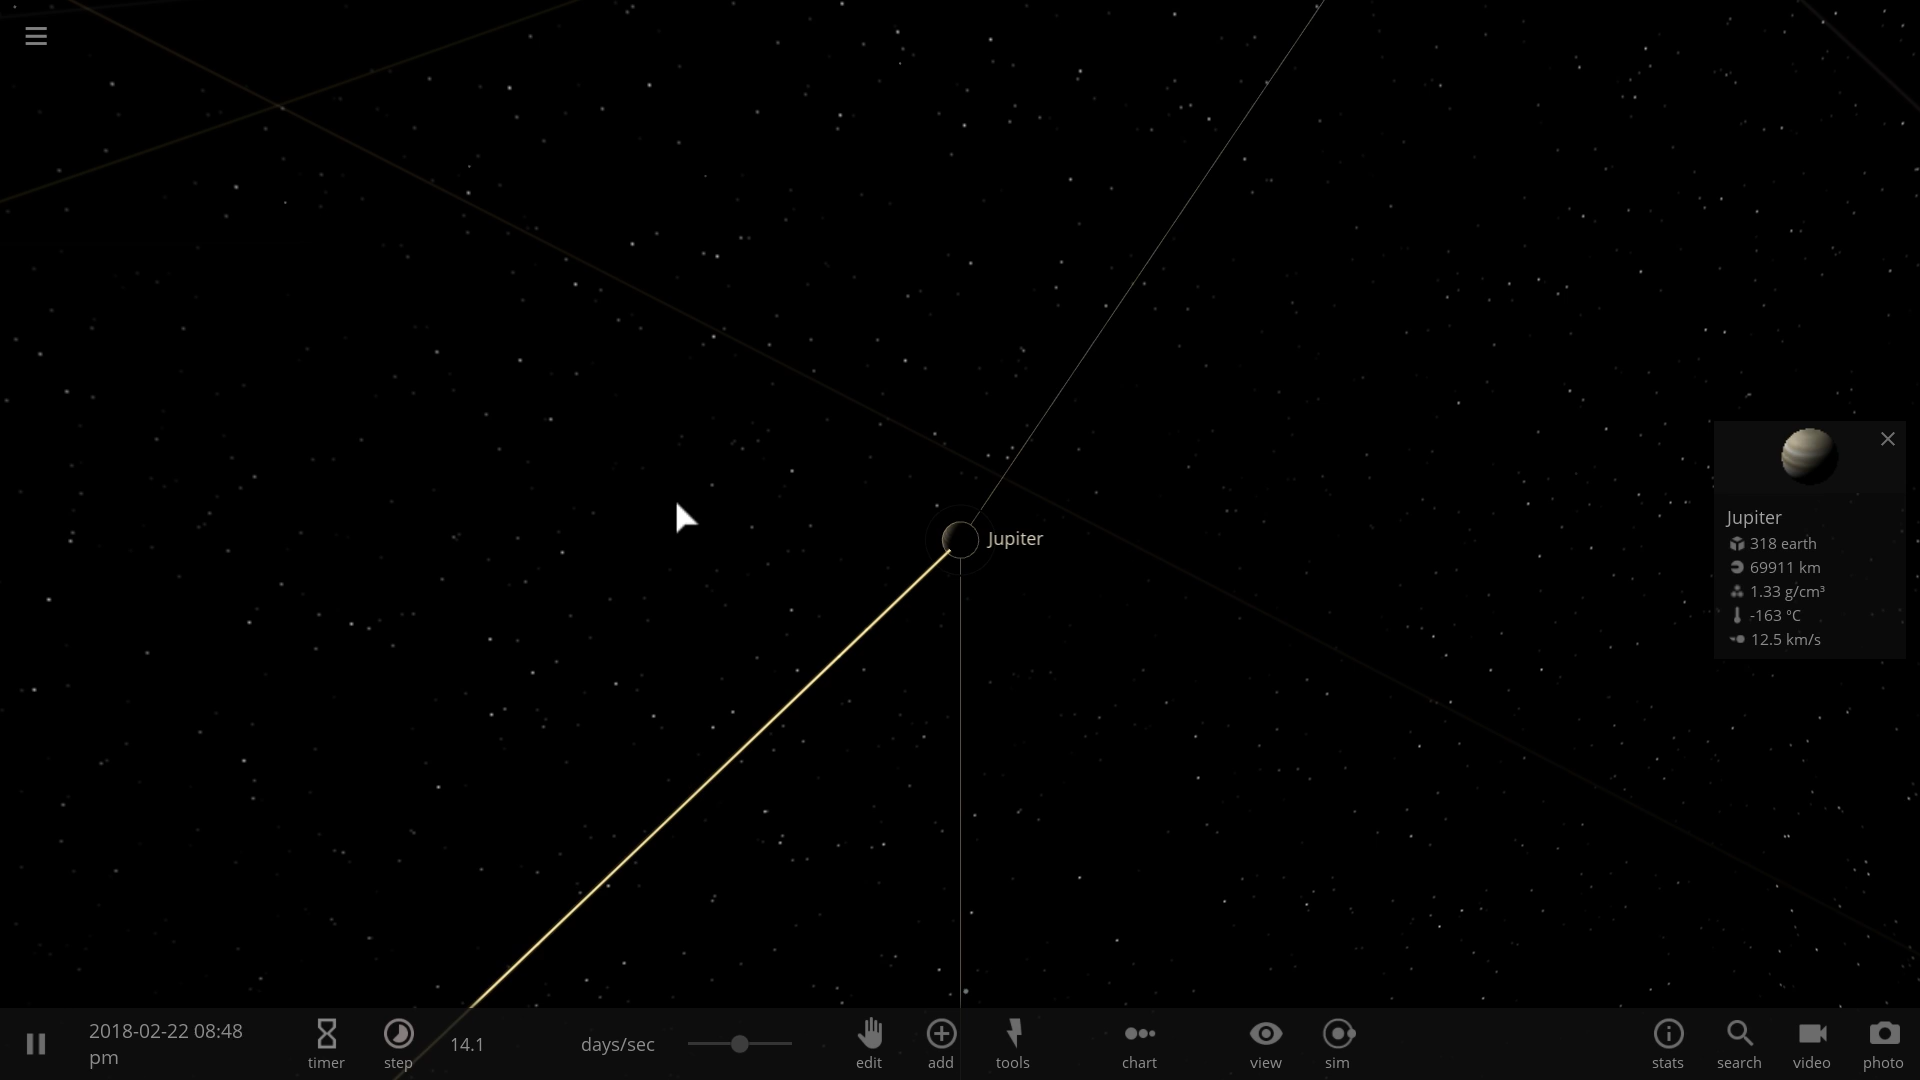 Jupiter
Jupiter
318 earth
69911 km
1.33 g/cm³
-163 °C
12.5 km/s
2018-02-22 08:48
pm
timer
step
14.1
days/sec
edit
add
tools
chart
view
sim
stats
search
video
photo